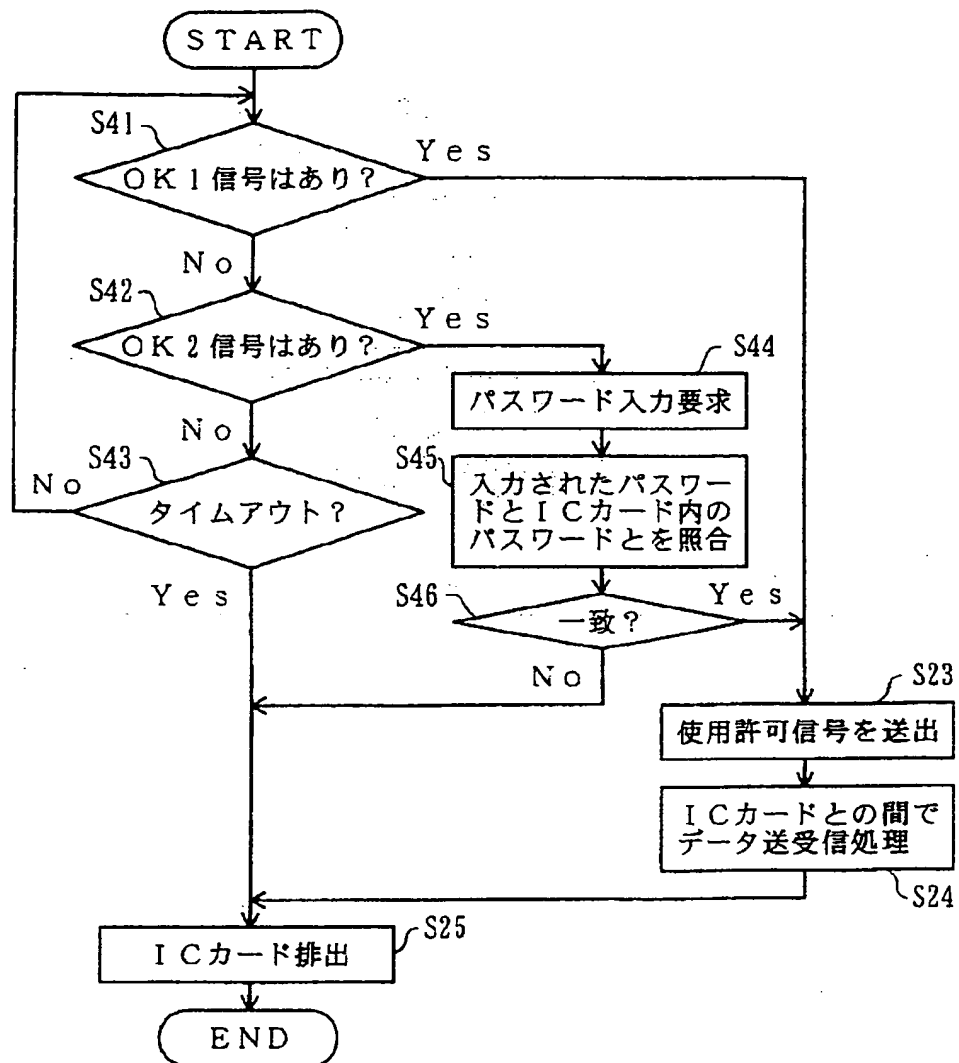 START
S41
OK1信号はあり?
Yes
No
S42
OK2信号はあり?
Yes
No
S44
パスワード入力要求
S43
タイムアウト?
No
Yes
S45
入力されたパスワー
ドとICカード内の
パスワードとを照合
S46
一致?
Yes
No
S23
使用許可信号を送出
ICカードとの間で
データ送受信処理
S24
S25
ICカード排出
END